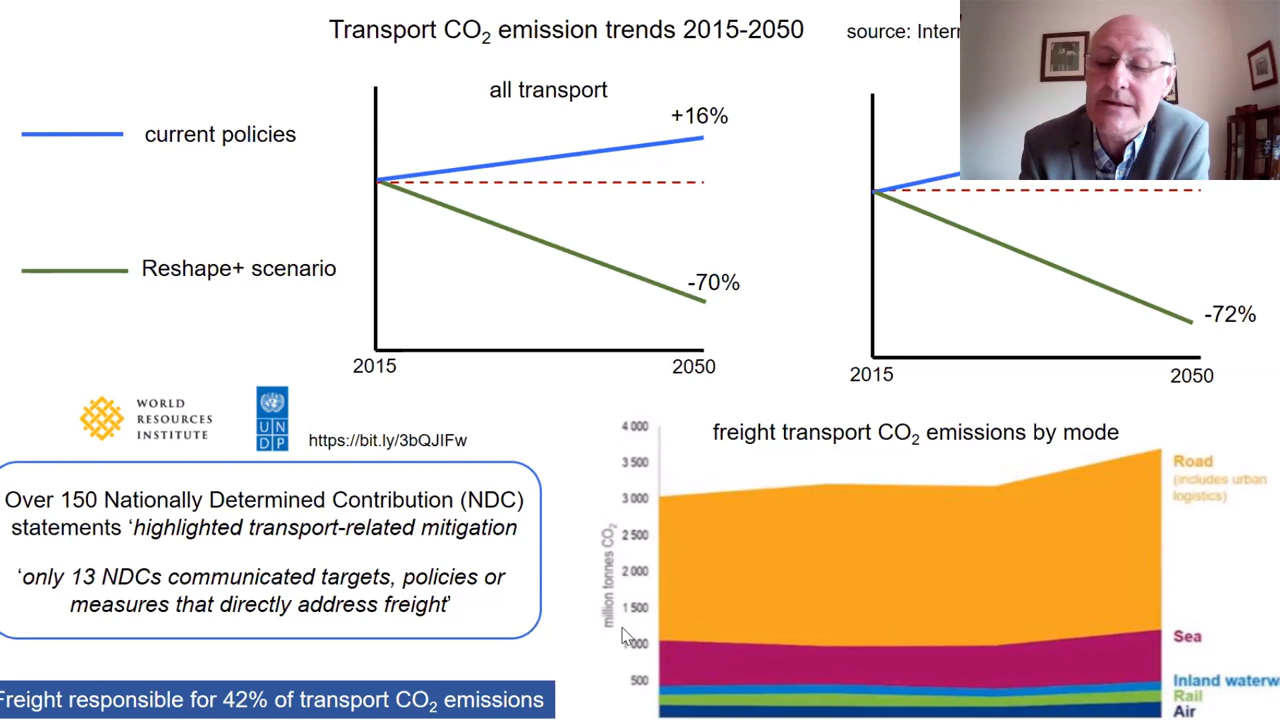 Transport CO₂ emission trends 2015-2050
source: Intern
all transport
+16%
current policies
Reshape+ scenario
-70%
2015
2050
-72%
2015
2050
WORLD
RESOURCES
INSTITUTE
UN
DP
https://bit.ly/3bQJIFw
Over 150 Nationally Determined Contribution (NDC)
statements ‘highlighted transport-related mitigation
‘only 13 NDCs communicated targets, policies or
measures that directly address freight’
Freight responsible for 42% of transport CO₂ emissions
freight transport CO₂ emissions by mode
million tonnes CO₂
4 000
3 500
3 000
2 500
2 000
1 500
000
500
Road
(includes urban
logistics)
Sea
Inland waterw
Rail
Air